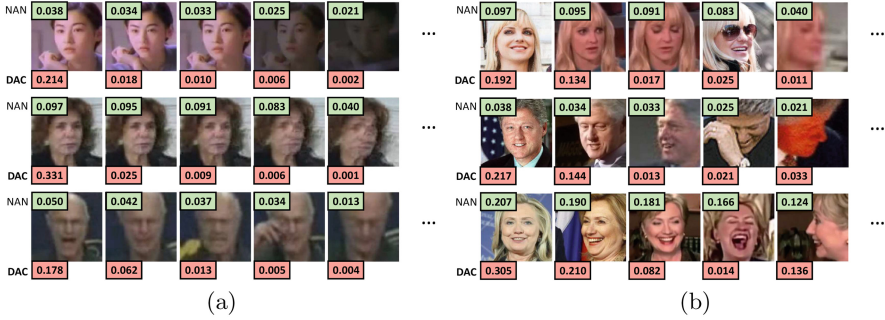 NAN 0.038 0.034 0.033 0.025 0.021 ...
DAC 0.214 0.018 0.010 0.006 0.002
NAN 0.097 0.095 0.091 0.083 0.040 ...
DAC 0.331 0.025 0.009 0.006 0.001
NAN 0.050 0.042 0.037 0.034 0.013 ...
DAC 0.178 0.062 0.013 0.005 0.004
(a)
NAN 0.097 0.095 0.091 0.083 0.040 ...
DAC 0.192 0.134 0.017 0.025 0.011
NAN 0.038 0.034 0.033 0.025 0.021 ...
DAC 0.217 0.144 0.013 0.021 0.033
NAN 0.207 0.190 0.181 0.166 0.124 ...
DAC 0.305 0.210 0.082 0.014 0.136
(b)